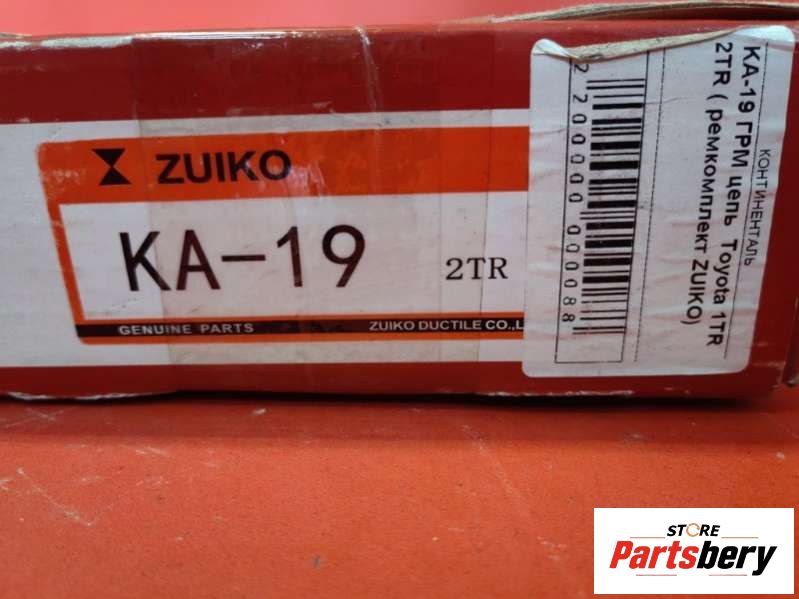 ZUIKO
KA-19 2TR
GENUINE PARTS ZUIKO DUCTILE CO.,L
КОНТИНЕНТАЛЬ
КА-19 ГРМ цепь Toyota 1TR
2TR ( ремкомплект ZUIKO)
2 200000 000088
STORE
Partsbery